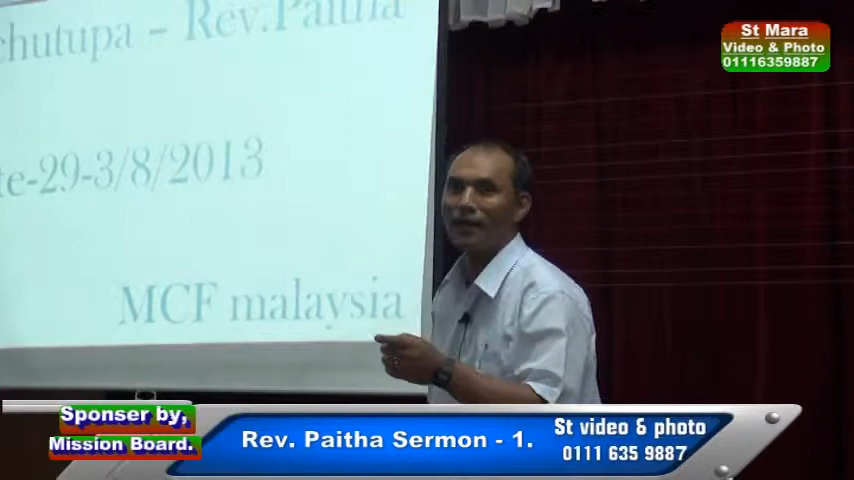 chutupa – Rev.Paitha
te-29-3/8/2013
MCF malaysia
St Mara
Video & Photo
01116359887
Sponser by,
Mission Board.
Rev. Paitha Sermon - 1.
St video & photo
0111 635 9887